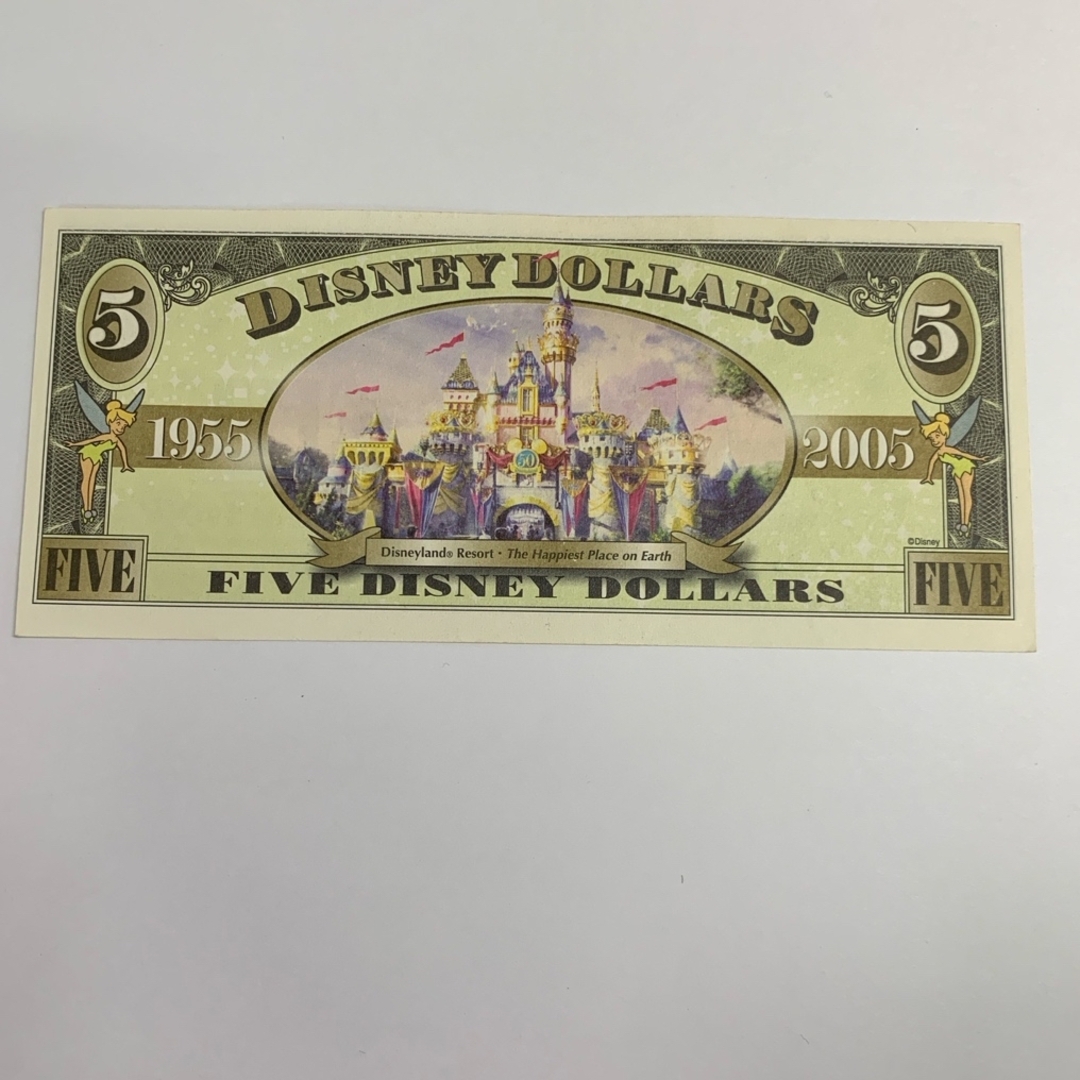 DISNEY DOLLARS
5
5
1955
2005
50
©Disney
Disneyland® Resort • The Happiest Place on Earth
FIVE
FIVE DISNEY DOLLARS
FIVE